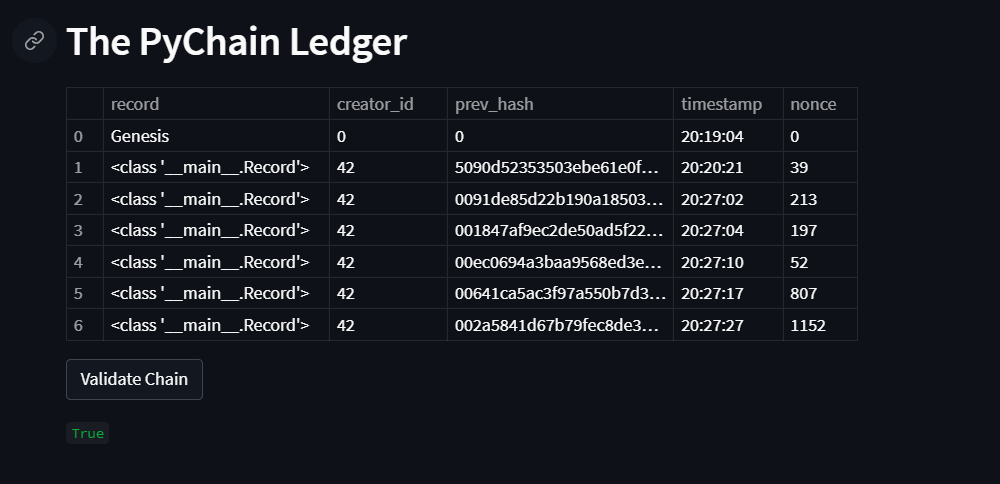 The PyChain Ledger
record creator_id prev_hash timestamp nonce
0 Genesis 0 0 20:19:04 0
1 <class '__main__.Record'> 42 5090d52353503ebe61e0f... 20:20:21 39
2 <class '__main__.Record'> 42 0091de85d22b190a18503... 20:27:02 213
3 <class '__main__.Record'> 42 001847af9ec2de50ad5f22... 20:27:04 197
4 <class '__main__.Record'> 42 00ec0694a3baa9568ed3e... 20:27:10 52
5 <class '__main__.Record'> 42 00641ca5ac3f97a550b7d3... 20:27:17 807
6 <class '__main__.Record'> 42 002a5841d67b79fec8de3... 20:27:27 1152
Validate Chain
True